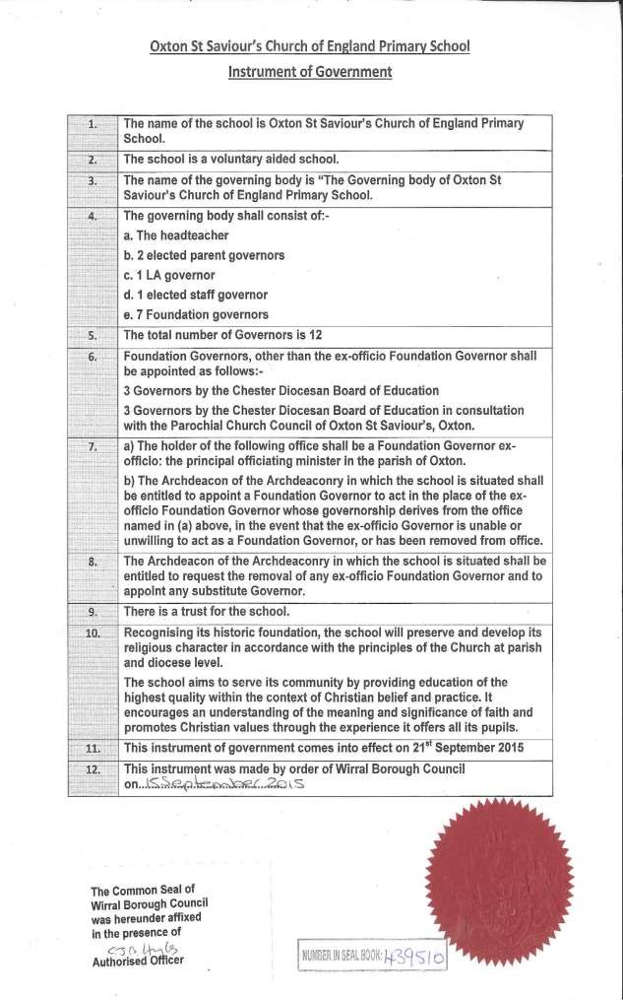 Oxton St Saviour's Church of England Primary School
Instrument of Government
1. The name of the school is Oxton St Saviour's Church of England Primary
School.
2. The school is a voluntary aided school.
3. The name of the governing body is "The Governing body of Oxton St
Saviour's Church of England Primary School.
4. The governing body shall consist of:-
a. The headteacher
b. 2 elected parent governors
c. 1 LA governor
d. 1 elected staff governor
e. 7 Foundation governors
5. The total number of Governors is 12
6. Foundation Governors, other than the ex-officio Foundation Governor shall
be appointed as follows:-
3 Governors by the Chester Diocesan Board of Education
3 Governors by the Chester Diocesan Board of Education in consultation
with the Parochial Church Council of Oxton St Saviour's, Oxton.
7. a) The holder of the following office shall be a Foundation Governor ex-
officio: the principal officiating minister in the parish of Oxton.
b) The Archdeacon of the Archdeaconry in which the school is situated shall
be entitled to appoint a Foundation Governor to act in the place of the ex-
officio Foundation Governor whose governorship derives from the office
named in (a) above, in the event that the ex-officio Governor is unable or
unwilling to act as a Foundation Governor, or has been removed from office.
8. The Archdeacon of the Archdeaconry in which the school is situated shall be
entitled to request the removal of any ex-officio Foundation Governor and to
appoint any substitute Governor.
9. There is a trust for the school.
10. Recognising its historic foundation, the school will preserve and develop its
religious character in accordance with the principles of the Church at parish
and diocese level.
The school aims to serve its community by providing education of the
highest quality within the context of Christian belief and practice. It
encourages an understanding of the meaning and significance of faith and
promotes Christian values through the experience it offers all its pupils.
11. This instrument of government comes into effect on 21st September 2015
12. This instrument was made by order of Wirral Borough Council
on...15 September 2015
The Common Seal of
Wirral Borough Council
was hereunder affixed
in the presence of
Authorised Officer
NUMBER IN SEAL BOOK: 439510